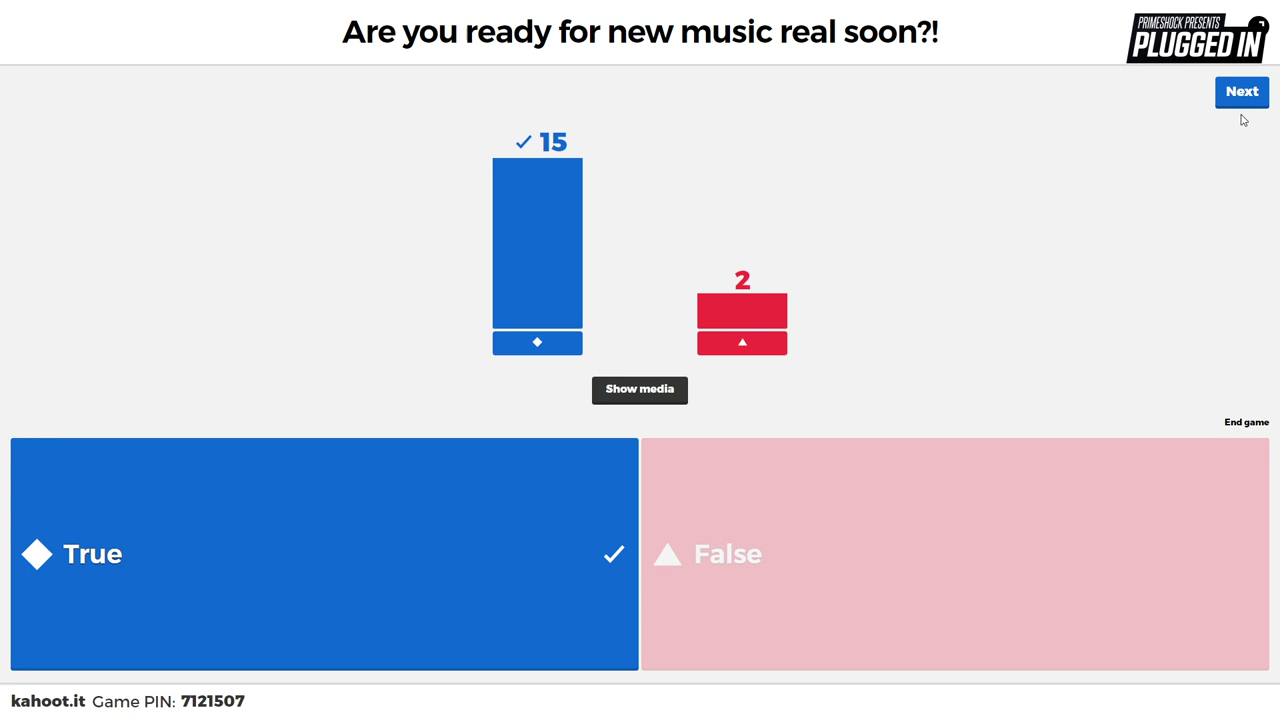 Are you ready for new music real soon?!
PRIMESHOCK PRESENTS
PLUGGED IN
Next
15
2
Show media
End game
True
False
kahoot.it Game PIN: 7121507